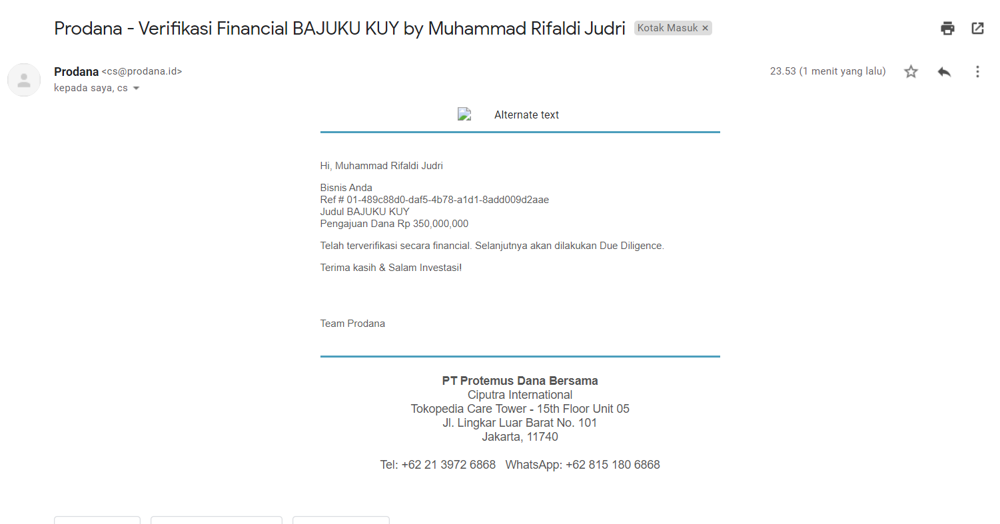 Prodana - Verifikasi Financial BAJUKU KUY by Muhammad Rifaldi Judri Kotak Masuk ×
Prodana <cs@prodana.id> 23.53 (1 menit yang lalu)
kepada saya, cs
Alternate text
Hi, Muhammad Rifaldi Judri
Bisnis Anda
Ref # 01-489c88d0-daf5-4b78-a1d1-8add009d2aae
Judul BAJUKU KUY
Pengajuan Dana Rp 350,000,000
Telah terverifikasi secara financial. Selanjutnya akan dilakukan Due Diligence.
Terima kasih & Salam Investasi!
Team Prodana
PT Protemus Dana Bersama
Ciputra International
Tokopedia Care Tower - 15th Floor Unit 05
Jl. Lingkar Luar Barat No. 101
Jakarta, 11740
Tel: +62 21 3972 6868 WhatsApp: +62 815 180 6868